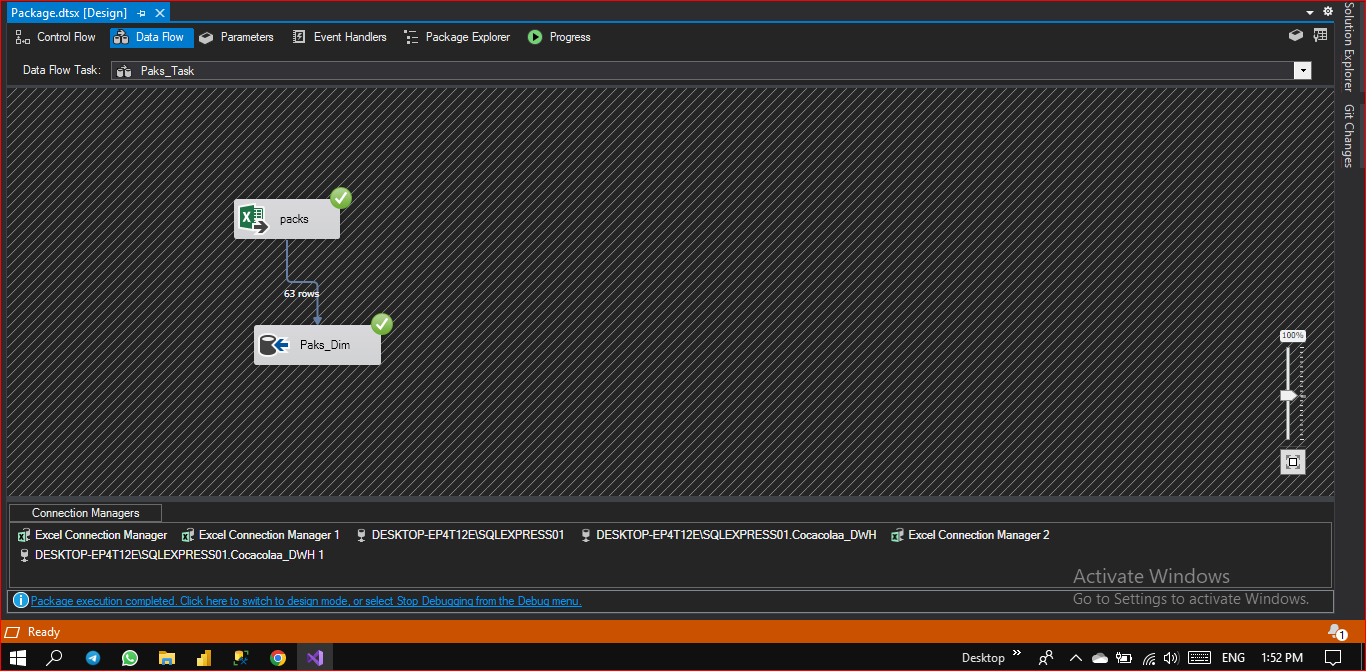 Package.dtsx [Design]
Control Flow Data Flow Parameters Event Handlers Package Explorer Progress
Data Flow Task: Paks_Task
packs
63 rows
Paks_Dim
100%
Solution Explorer
Git Changes
Connection Managers
Excel Connection Manager Excel Connection Manager 1 DESKTOP-EP4T12E\SQLEXPRESS01 DESKTOP-EP4T12E\SQLEXPRESS01.Cocacolaa_DWH Excel Connection Manager 2
DESKTOP-EP4T12E\SQLEXPRESS01.Cocacolaa_DWH 1
Activate Windows
Go to Settings to activate Windows.
Package execution completed. Click here to switch to design mode, or select Stop Debugging from the Debug menu.
Ready 1
Desktop ENG 1:52 PM